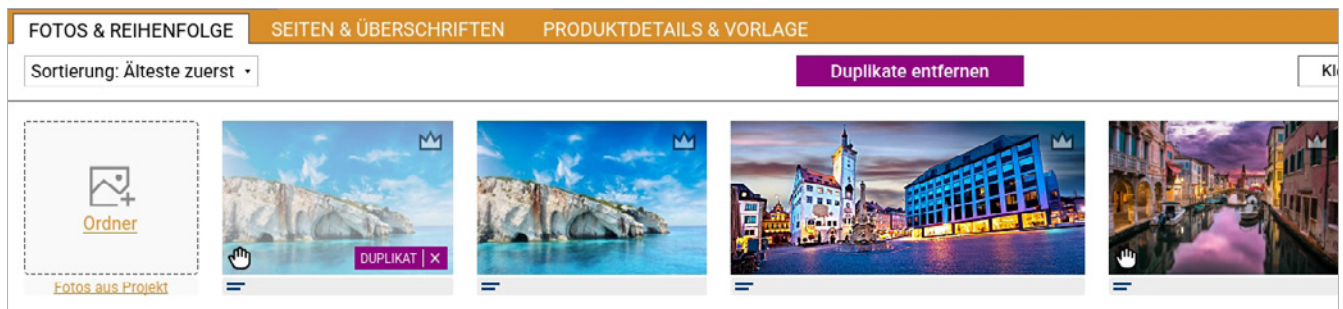 FOTOS & REIHENFOLGE SEITEN & ÜBERSCHRIFTEN PRODUKTDETAILS & VORLAGE
Sortierung: Älteste zuerst Duplikate entfernen
Ordner
DUPLIKAT X
Fotos aus Projekt